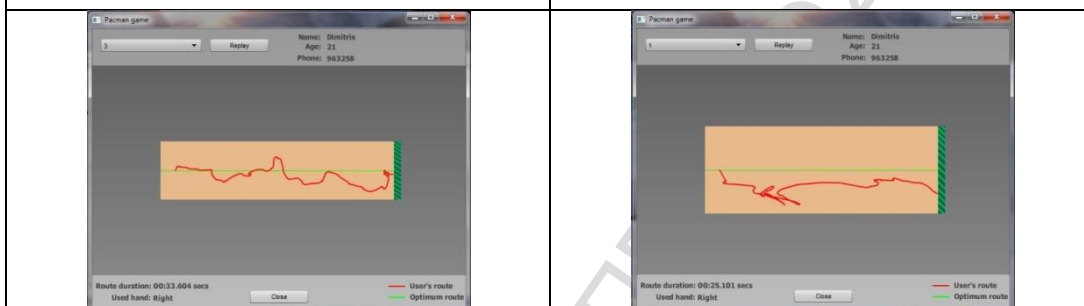 Pacman game
3
Replay
Name: Dimitris
Age: 21
Phone: 963258
Route duration: 00:33.604 secs
Used hand: Right
Close
User's route
Optimum route
Pacman game
1
Replay
Name: Dimitris
Age: 21
Phone: 963258
Route duration: 00:25.101 secs
Used hand: Right
Close
User's route
Optimum route